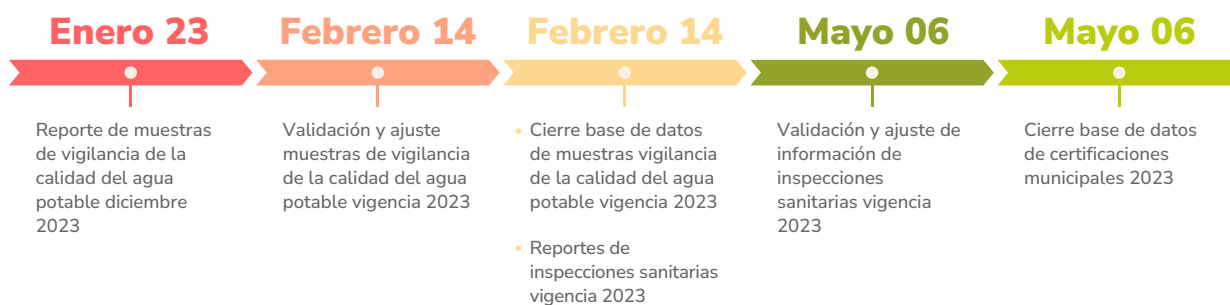 Enero 23
Reporte de muestras
de vigilancia de la
calidad del agua
potable diciembre
2023
Febrero 14
Validación y ajuste
muestras de vigilancia
de la calidad del agua
potable vigencia 2023
Febrero 14
• Cierre base de datos
de muestras vigilancia
de la calidad del agua
potable vigencia 2023
• Reportes de
inspecciones sanitarias
vigencia 2023
Mayo 06
Validación y ajuste de
información de
inspecciones
sanitarias vigencia
2023
Mayo 06
Cierre base de datos
de certificaciones
municipales 2023